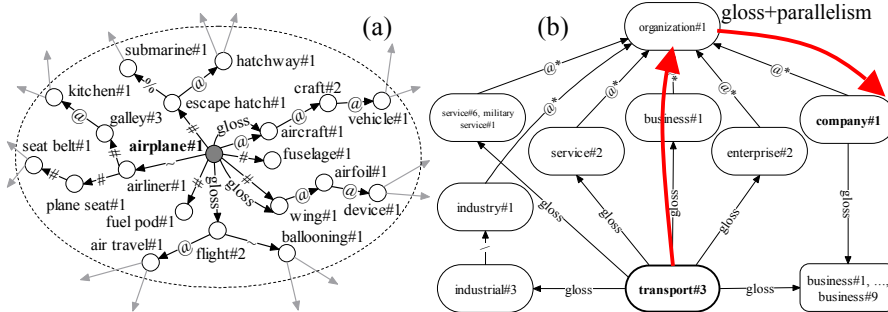 (a)
submarine#1
hatchway#1
kitchen#1
%
@
craft#2
@
escape hatch#1
@
vehicle#1
galley#3
gloss
@
aircraft#1
seat belt#1
airplane#1
#
#
@
#
fuselage#1
#
#
~
#
airliner#1
gloss
#
airfoil#1
plane seat#1
#
gloss
@
@
device#1
fuel pod#1
wing#1
air travel#1
@
~
ballooning#1
flight#2
(b)
organization#1
gloss+parallelism
@*
@*
@*
@*
@*
@*
service#6, military
service#1
business#1
company#1
service#2
enterprise#2
industry#1
gloss
gloss
gloss
gloss
gloss
\
industrial#3
gloss
transport#3
gloss
business#1, ...,
business#9